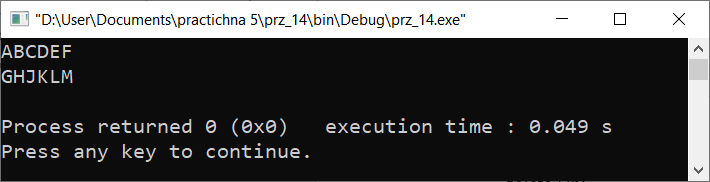 "D:\User\Documents\practichna 5\prz_14\bin\Debug\prz_14.exe"
ABCDEF
GHJKLM
Process returned 0 (0x0)   execution time : 0.049 s
Press any key to continue.